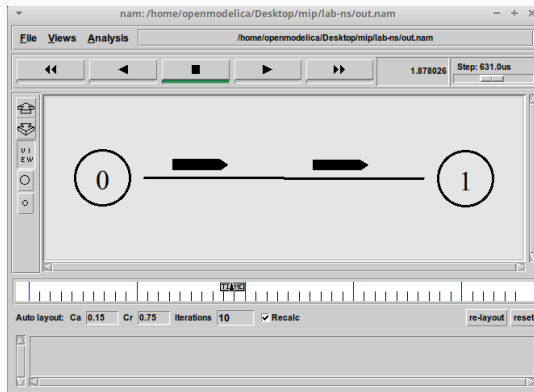 nam: /home/openmodelica/Desktop/mip/lab-ns/out.nam
File Views Analysis /home/openmodelica/Desktop/mip/lab-ns/out.nam
1.878026 Step: 631.0us
V I
E W
0 1
TIME
Auto layout: Ca 0.15 Cr 0.75 Iterations 10 Recalc re-layout reset